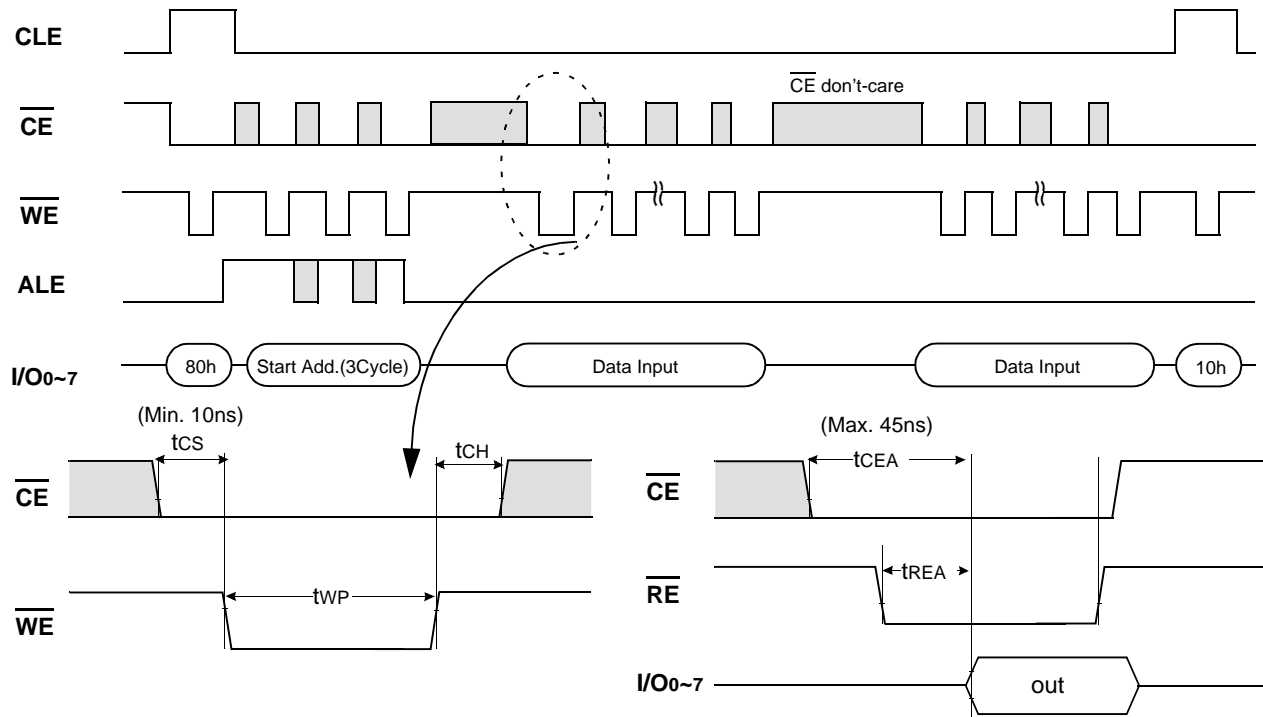 CLE
CE don't-care
CE
WE
ALE
I/O0~7
80h
Start Add.(3Cycle)
Data Input
Data Input
10h
(Min. 10ns)
tCS
tCH
CE
tWP
WE
(Max. 45ns)
tCEA
CE
tREA
RE
I/O0~7
out